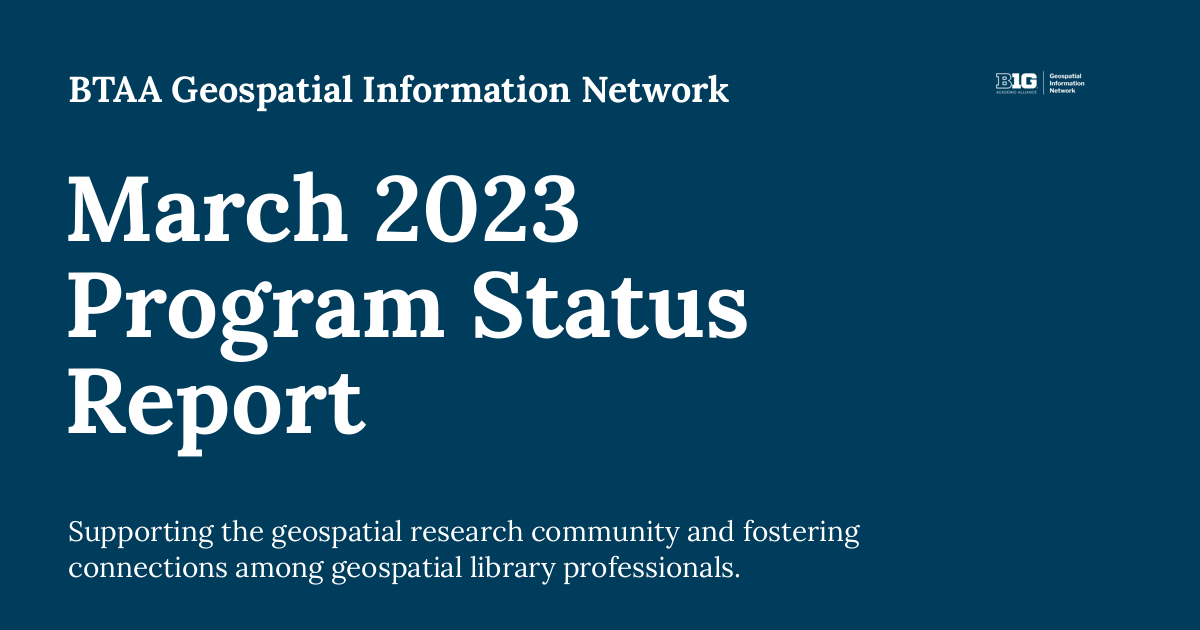 BTAA Geospatial Information Network
B1G
ACADEMIC ALLIANCE
Geospatial
Information
Network
March 2023
Program Status
Report
Supporting the geospatial research community and fostering
connections among geospatial library professionals.